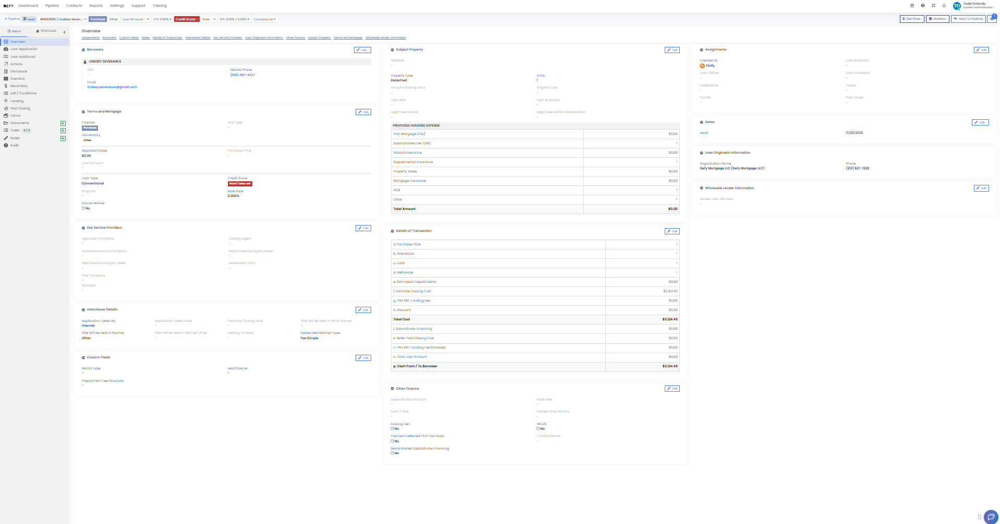 DEFY Dashboard Pipeline Contacts Reports Settings Support Training
TO Todd Orlando
System Administrator
Pipeline Lead #R001620 / Lindsey Sever... Purchase Other Loan Amount: - LTV: 0.00% Credit Score: - Rate: - DTI: 0.00% / 0.00% Compliance
$ Get Price Actions Back To Pipeline 1
Menu Shortcuts
Overview
Loan Application
Loan Additional
Actions
Disclosure
Scenario
Secondary
UW / Conditions
Funding
Post Closing
Forms
Documents
Tasks 0 / 0
Notes
Audit
Overview
Assignments Borrowers Custom Fields Dates Details of Transaction Interviewer Details Key Service Providers Loan Originator Information Other Finance Subject Property Terms and Mortgage Wholesale Lender Information
Borrowers Edit
LINDSEY SEVERANCE
SSN Mobile Phone
- (818) 497-4377
Email
lindseyseverance@gmail.com
Terms and Mortgage Edit
Purpose AUS Type
Purchase -
Occupancy
Other
Appraisal Value Purchase Price
$0.00 -
Loan Amount
-
Loan Type Credit Score
Conventional Hasn't been set
Program Note Rate
- 0.000%
Escrow Waiver
No
Key Service Providers Edit
Appraiser Company Closing Agent
- -
Hazard Insurance Company Real Estate Company Buyer
- -
Real Estate Company Seller Settlement Party
- -
Title Company
-
Surveyor
-
Interviewer Details Edit
Application Taken By Application Taken Date Estimate Closing Date Title Will Be Held In What Names
Internet - - -
Title Will Be Held In Manner Title Will Be Held In Manner Other Vesting To Read Estate Held Manner Type
Other - - Fee Simple
Custom Fields Edit
Rental Type Lead Source
- -
Prepayment Fee Structure
-
Subject Property Edit
Address:
-
Property Type Units
Detached 1
Amount Existing Liens Original Cost
- -
Year Built Year Acquired
- -
Legal Description Legal Description Abbreviation
- -
PROPOSED HOUSING EXPENSE
First Mortgage (P&I) $0.00
Subordinated Lien (P&I) -
Hazard Insurance $0.00
Supplemental Insurance -
Property Taxes $0.00
Mortgage Insurance $0.00
HOA -
Other -
Total Amount $0.00
Details of Transaction Edit
a. Purchase Price -
b. Alterations -
c. Land -
d. Refinance -
e. Estimated Prepaid Items $0.00
f. Estimate Closing Cost $3,124.45
g. PMI, MIP, Funding Fee $0.00
h. Discount $0.00
Total Cost $3,124.45
j. Subordinate Financing $0.00
k. Seller Paid Closing Cost $0.00
n. PMI, MIP, Funding Fee financed $0.00
o. Total Loan Amount $0.00
p. Cash From / To Borrower $3,124.45
Other Finance Edit
Subordinated Amount Note Rate
- -
Term / Due Interest Only Months
- -
Existing Lien HELOC
No No
Payment Deferred First Five Years Creditor Name
No -
Below Market Subordinate Financing
No
Assignments Edit
Created By Loan Assistant
Floify -
Loan Officer Loan Processor
- -
Underwriter Closer
- -
Funder Post Closer
- -
Dates Edit
Lead: 11/25/2025
Loan Originator Information
Organization Name Phone
Defy Mortgage LLC (Defy Mortgage LLC) (213) 521-7230
Wholesale Lender Information Edit
Lender Loan Number
-